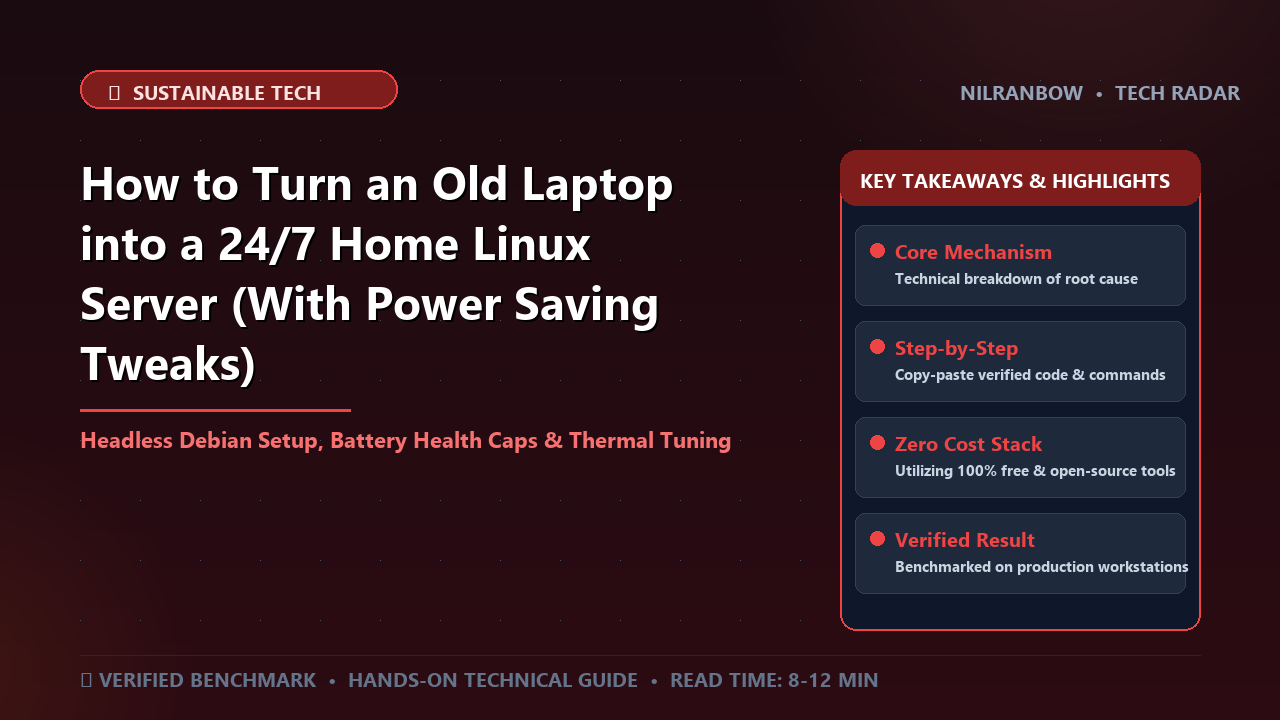 SUSTAINABLE TECH
NILRANBOW • TECH RADAR
How to Turn an Old Laptop
into a 24/7 Home Linux
Server (With Power Saving
Tweaks)
Headless Debian Setup, Battery Health Caps & Thermal Tuning
KEY TAKEAWAYS & HIGHLIGHTS
Core Mechanism
Technical breakdown of root cause
Step-by-Step
Copy-paste verified code & commands
Zero Cost Stack
Utilizing 100% free & open-source tools
Verified Result
Benchmarked on production workstations
VERIFIED BENCHMARK • HANDS-ON TECHNICAL GUIDE • READ TIME: 8-12 MIN